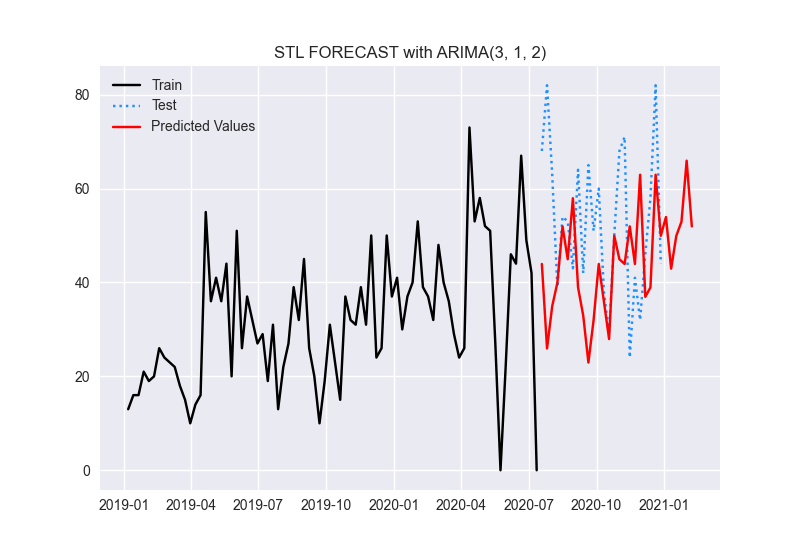 STL FORECAST with ARIMA(3, 1, 2)
Train
Test
Predicted Values
80
60
40
20
0
2019-01 2019-04 2019-07 2019-10 2020-01 2020-04 2020-07 2020-10 2021-01